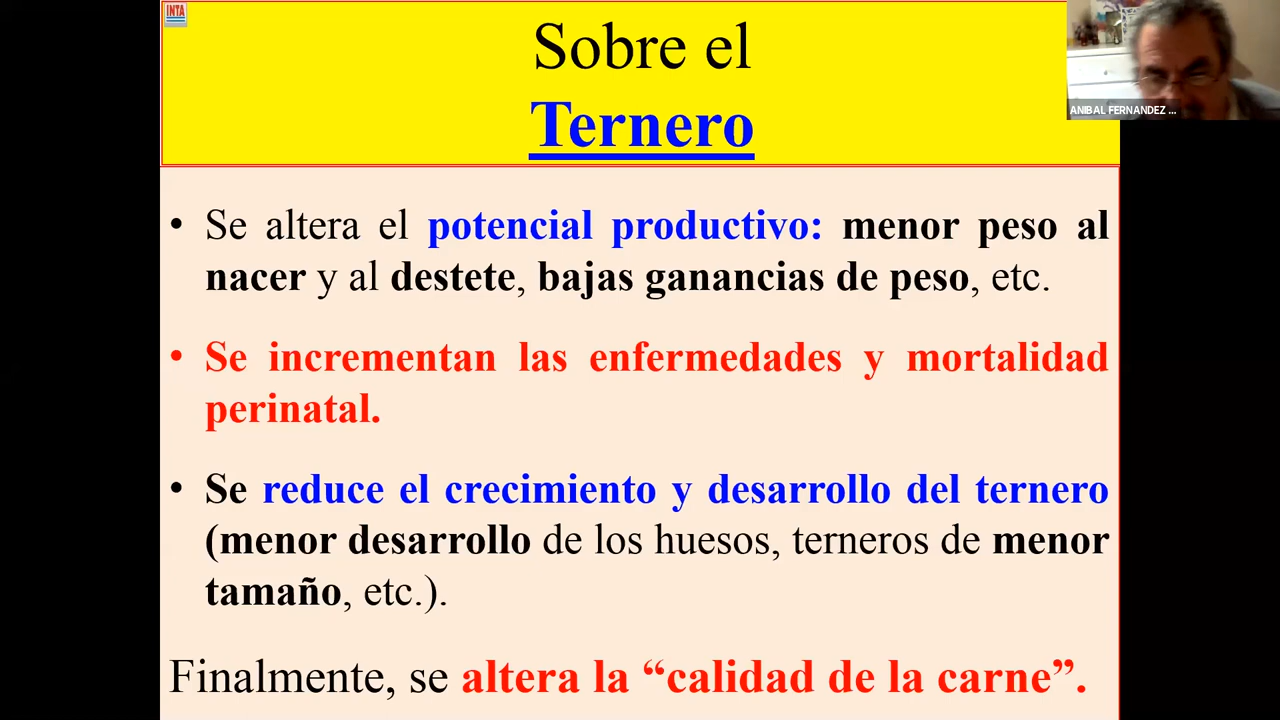 INTA
Sobre el
Ternero
ANIBAL FERNANDEZ ...
• Se altera el potencial productivo: menor peso al
nacer y al destete, bajas ganancias de peso, etc.
• Se incrementan las enfermedades y mortalidad
perinatal.
• Se reduce el crecimiento y desarrollo del ternero
(menor desarrollo de los huesos, terneros de menor
tamaño, etc.).
Finalmente, se altera la “calidad de la carne”.